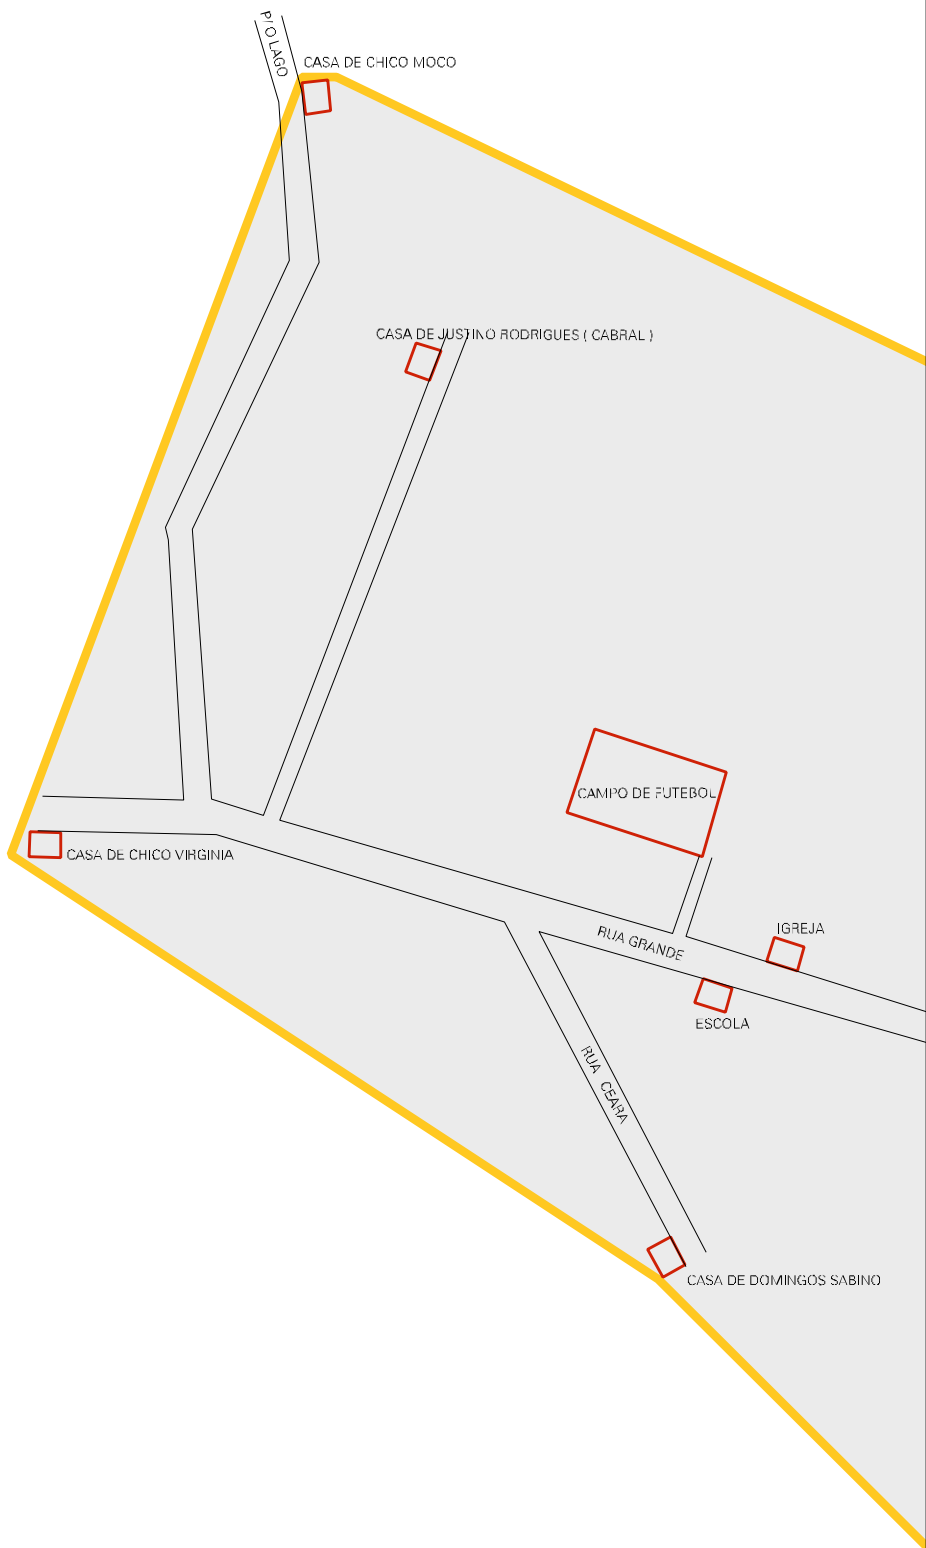 P/ O LAGO
CASA DE CHICO MOCO
CASA DE JUSTINO RODRIGUES ( CABRAL )
CAMPO DE FUTEBOL
CASA DE CHICO VIRGINIA
IGREJA
RUA GRANDE
ESCOLA
RUA CEARA
CASA DE DOMINGOS SABINO